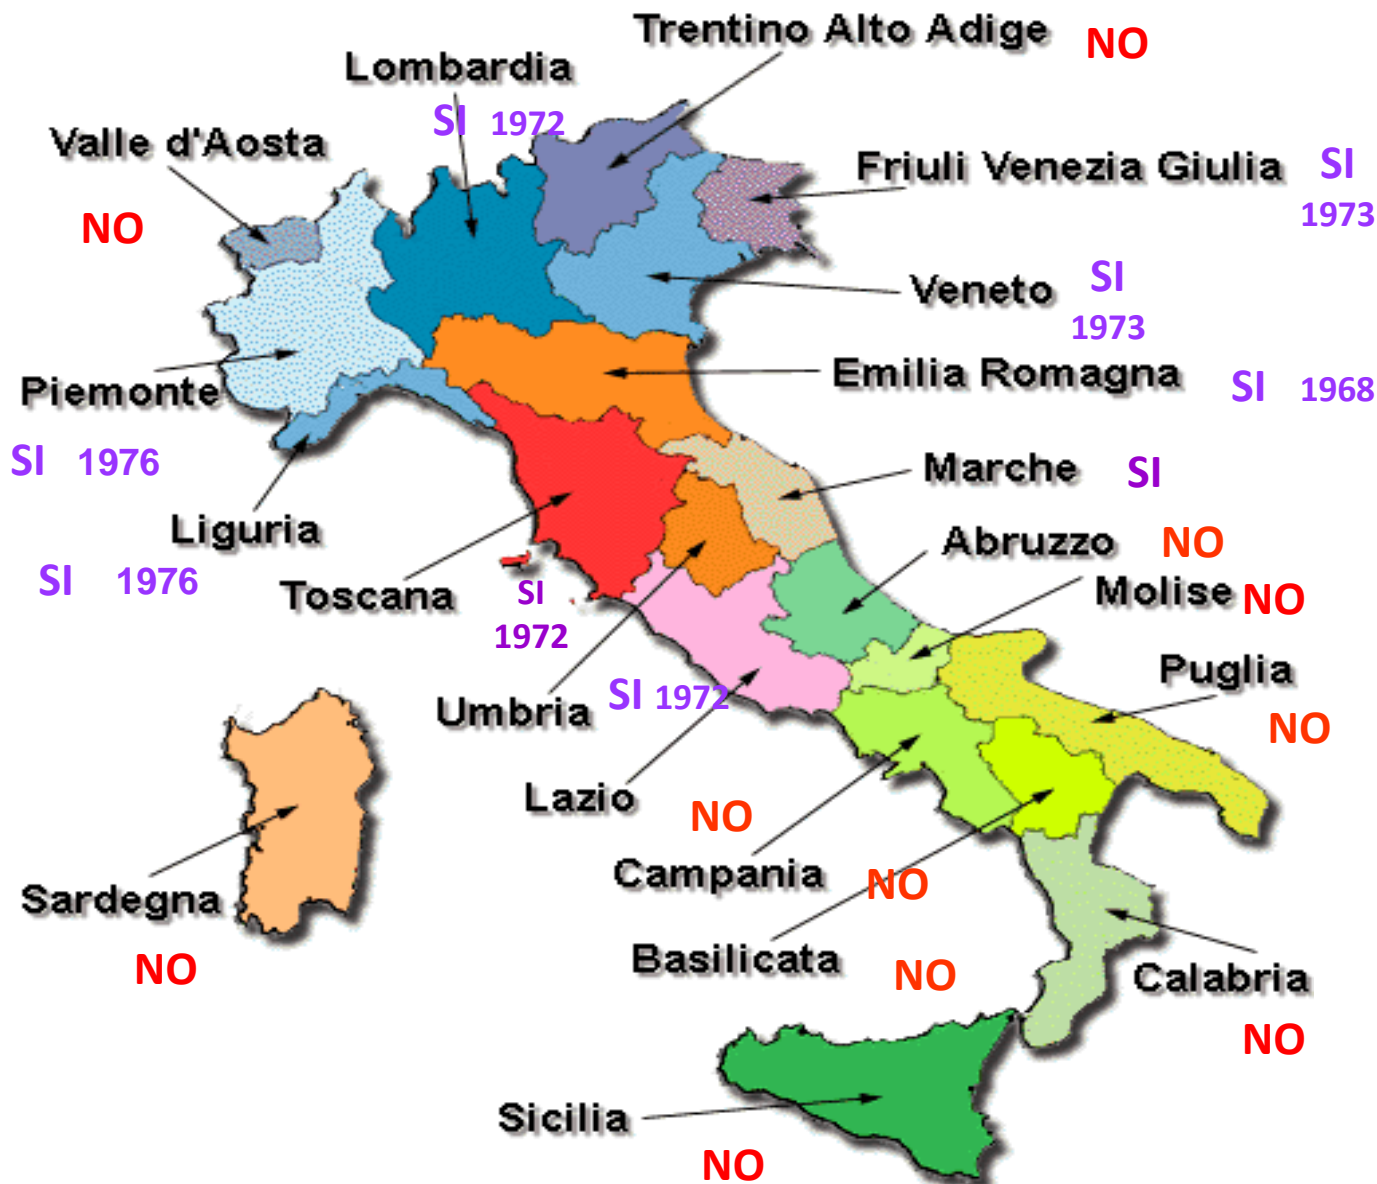 Trentino Alto Adige NO
Lombardia
SI 1972
Valle d'Aosta
NO
Friuli Venezia Giulia SI
1973
Veneto SI
1973
Emilia Romagna SI 1968
Piemonte
SI 1976
Marche SI
Liguria
SI 1976
Abruzzo NO
Toscana
SI
1972
Molise NO
Puglia
NO
Umbria SI 1972
Lazio NO
Campania NO
Sardegna
NO
Basilicata NO
Calabria
NO
Sicilia
NO